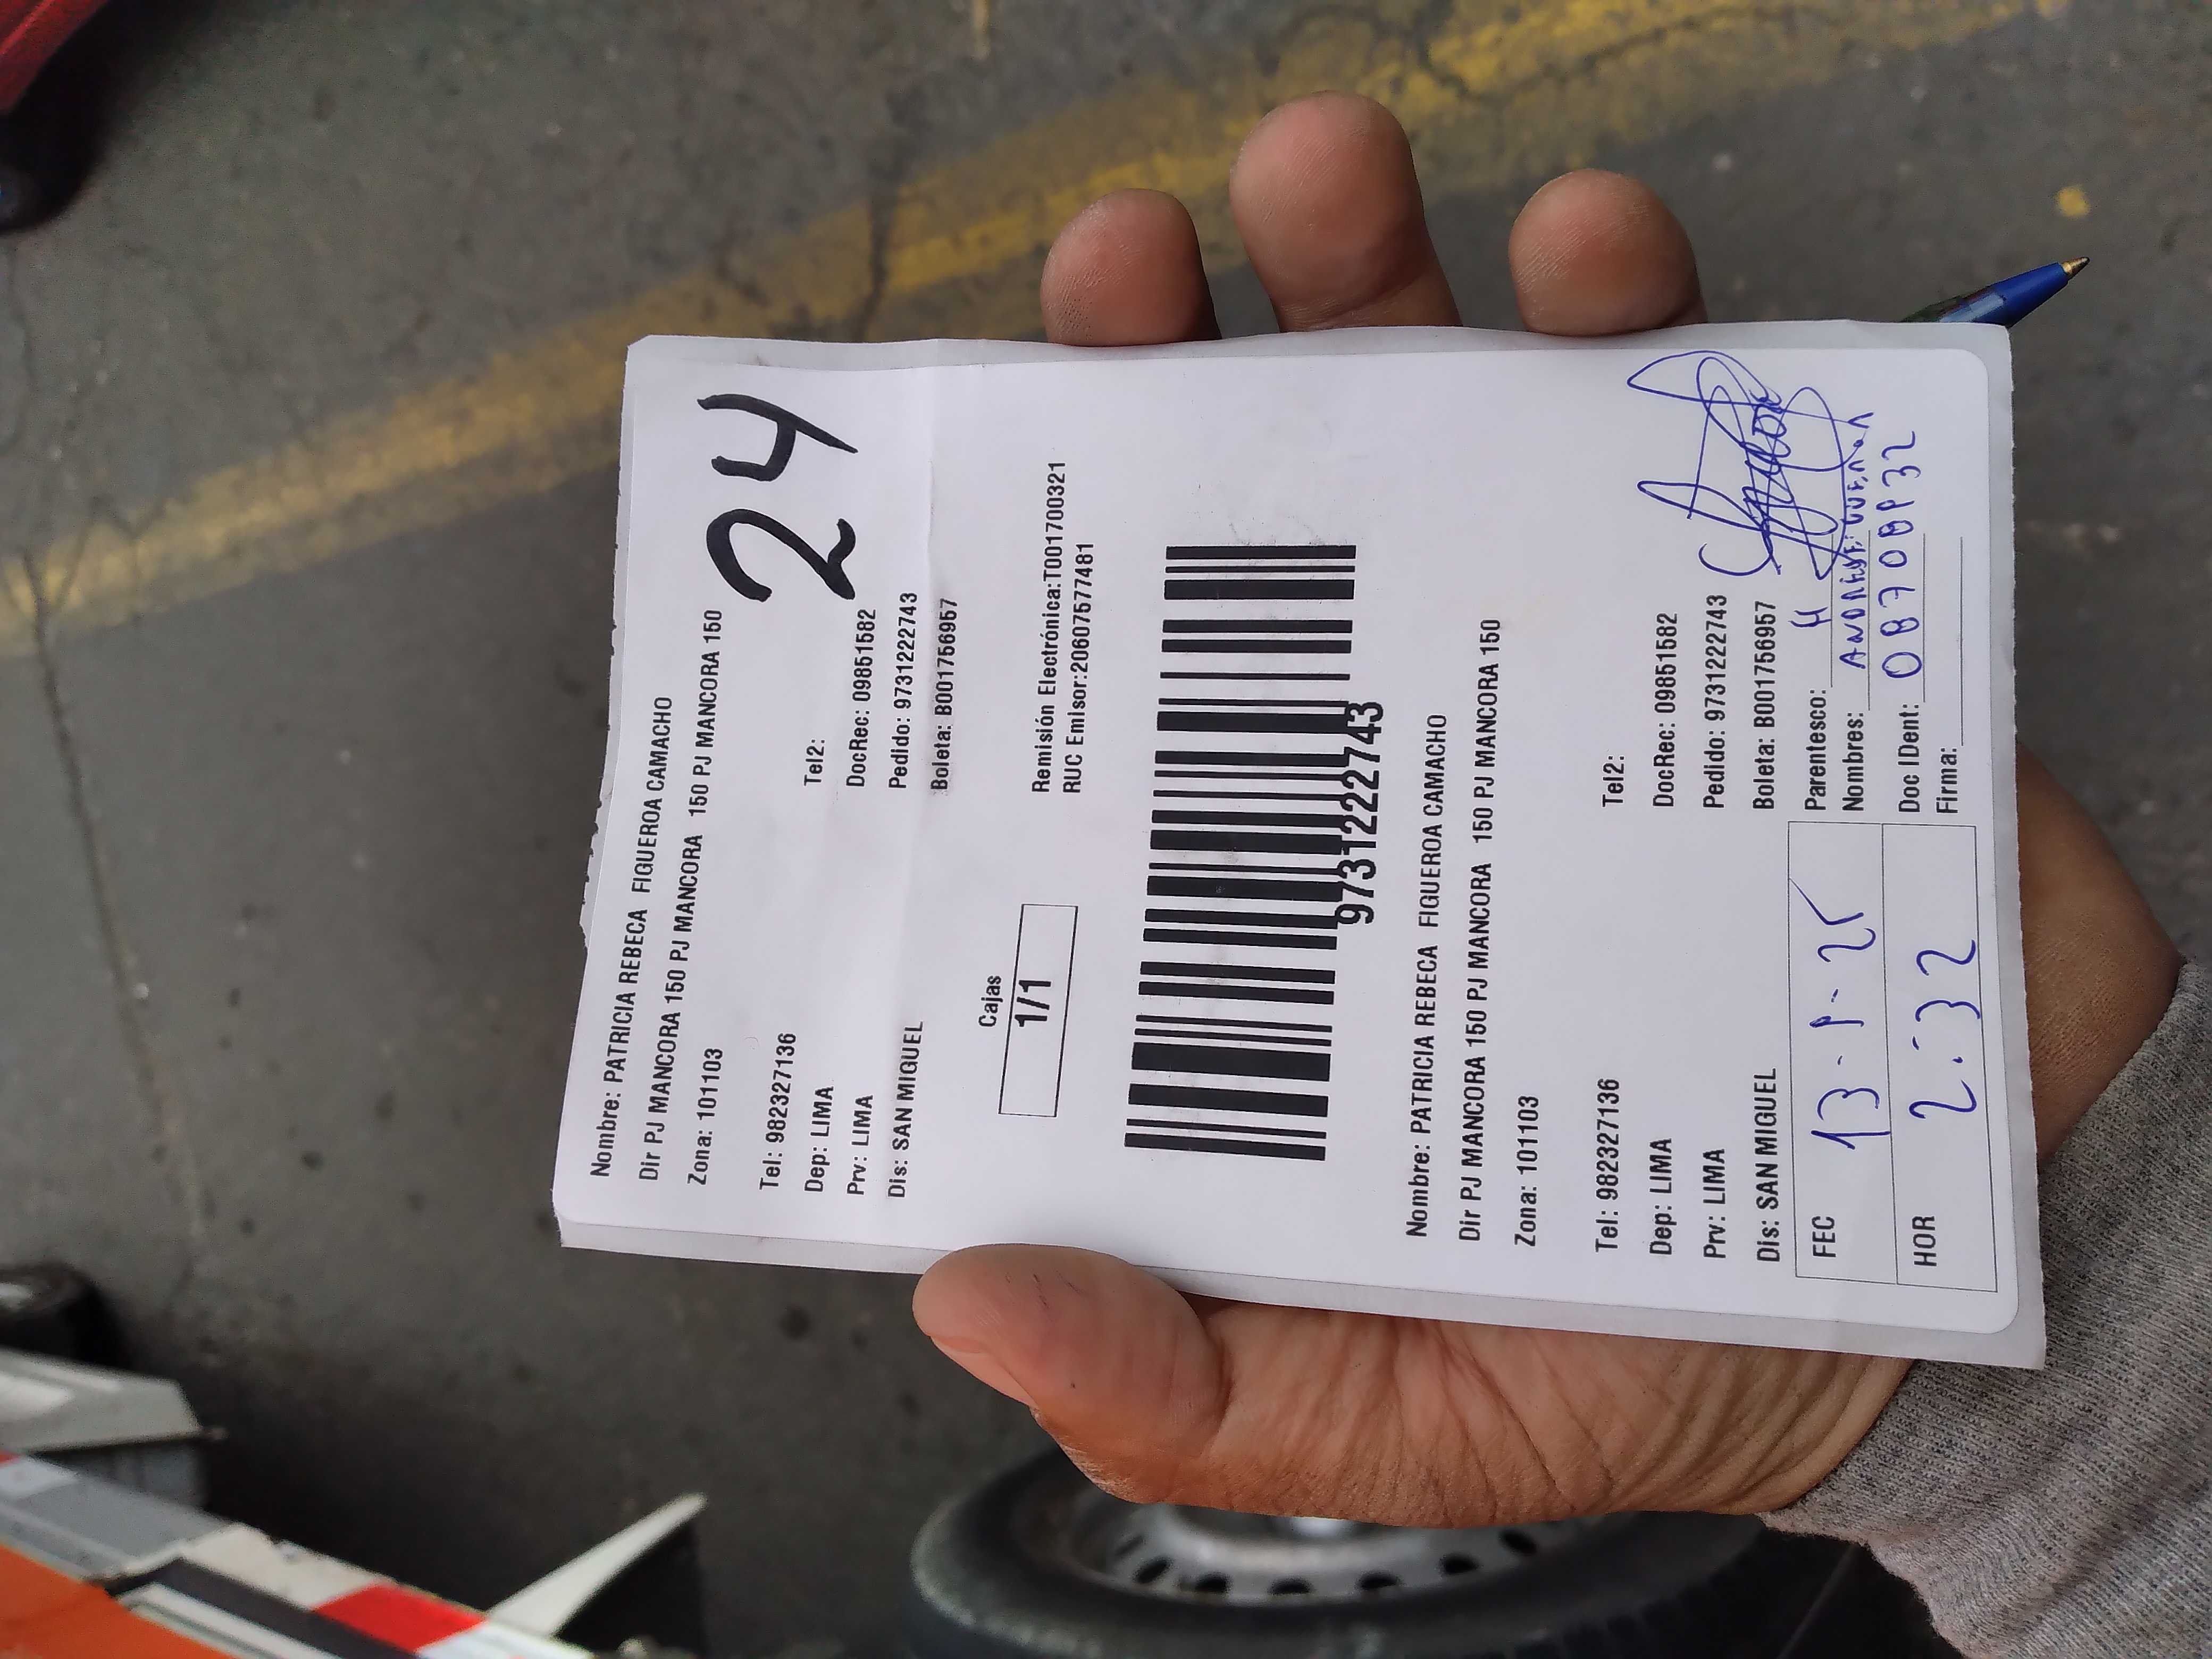 Nombre: PATRICIA REBECA FIGUEROA CAMACHO
Dir PJ MANCORA 150 PJ MANCORA 150 PJ MANCORA 150
Zona: 101103
24
Tel: 982327136 Tel2:
Dep: LIMA DocRec: 09851582
Prv: LIMA Pedido: 9731222743
Dis: SAN MIGUEL Boleta: B001756957
Cajas
1/1
Remisión Electrónica:T001700321
RUC Emisor:20607577481
9731222743
Nombre: PATRICIA REBECA FIGUEROA CAMACHO
Dir PJ MANCORA 150 PJ MANCORA 150 PJ MANCORA 150
Zona: 101103
Tel: 982327136 Tel2:
Dep: LIMA DocRec: 09851582
Prv: LIMA Pedido: 9731222743
Dis: SAN MIGUEL Boleta: B001756957
FEC 13-1-25 Parentesco: H
Nombres:
HOR 2:32 Doc IDent:
Firma: